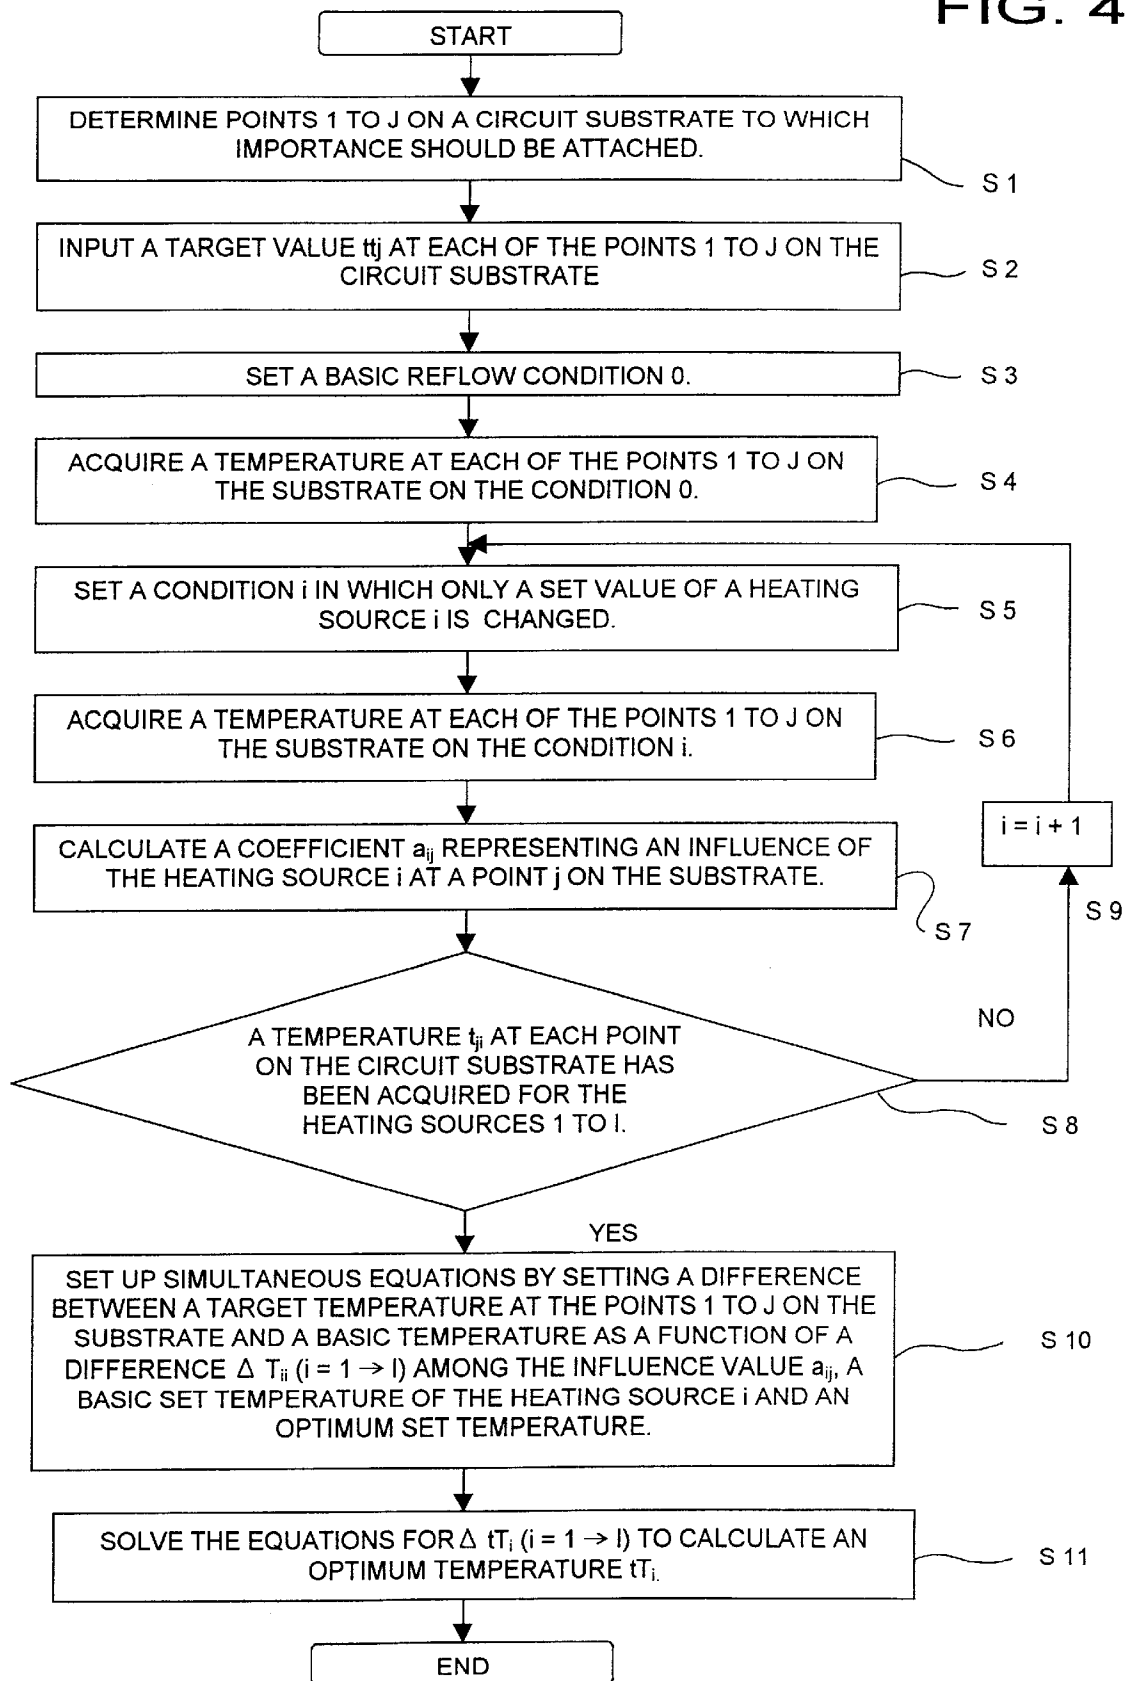 FIG. 4
START
DETERMINE POINTS 1 TO J ON A CIRCUIT SUBSTRATE TO WHICH
IMPORTANCE SHOULD BE ATTACHED.
S 1
INPUT A TARGET VALUE ttj AT EACH OF THE POINTS 1 TO J ON THE
CIRCUIT SUBSTRATE
S 2
SET A BASIC REFLOW CONDITION 0.
S 3
ACQUIRE A TEMPERATURE AT EACH OF THE POINTS 1 TO J ON
THE SUBSTRATE ON THE CONDITION 0.
S 4
SET A CONDITION i IN WHICH ONLY A SET VALUE OF A HEATING
SOURCE i IS CHANGED.
S 5
ACQUIRE A TEMPERATURE AT EACH OF THE POINTS 1 TO J ON
THE SUBSTRATE ON THE CONDITION i.
S 6
i = i + 1
S 9
CALCULATE A COEFFICIENT aij REPRESENTING AN INFLUENCE OF
THE HEATING SOURCE i AT A POINT j ON THE SUBSTRATE.
S 7
A TEMPERATURE tji AT EACH POINT
ON THE CIRCUIT SUBSTRATE HAS
BEEN ACQUIRED FOR THE
HEATING SOURCES 1 TO I.
NO
S 8
YES
SET UP SIMULTANEOUS EQUATIONS BY SETTING A DIFFERENCE
BETWEEN A TARGET TEMPERATURE AT THE POINTS 1 TO J ON THE
SUBSTRATE AND A BASIC TEMPERATURE AS A FUNCTION OF A
DIFFERENCE Δ Tii (i = 1 → I) AMONG THE INFLUENCE VALUE aij, A
BASIC SET TEMPERATURE OF THE HEATING SOURCE i AND AN
OPTIMUM SET TEMPERATURE.
S 10
SOLVE THE EQUATIONS FOR Δ tTi (i = 1 → I) TO CALCULATE AN
OPTIMUM TEMPERATURE tTi.
S 11
END